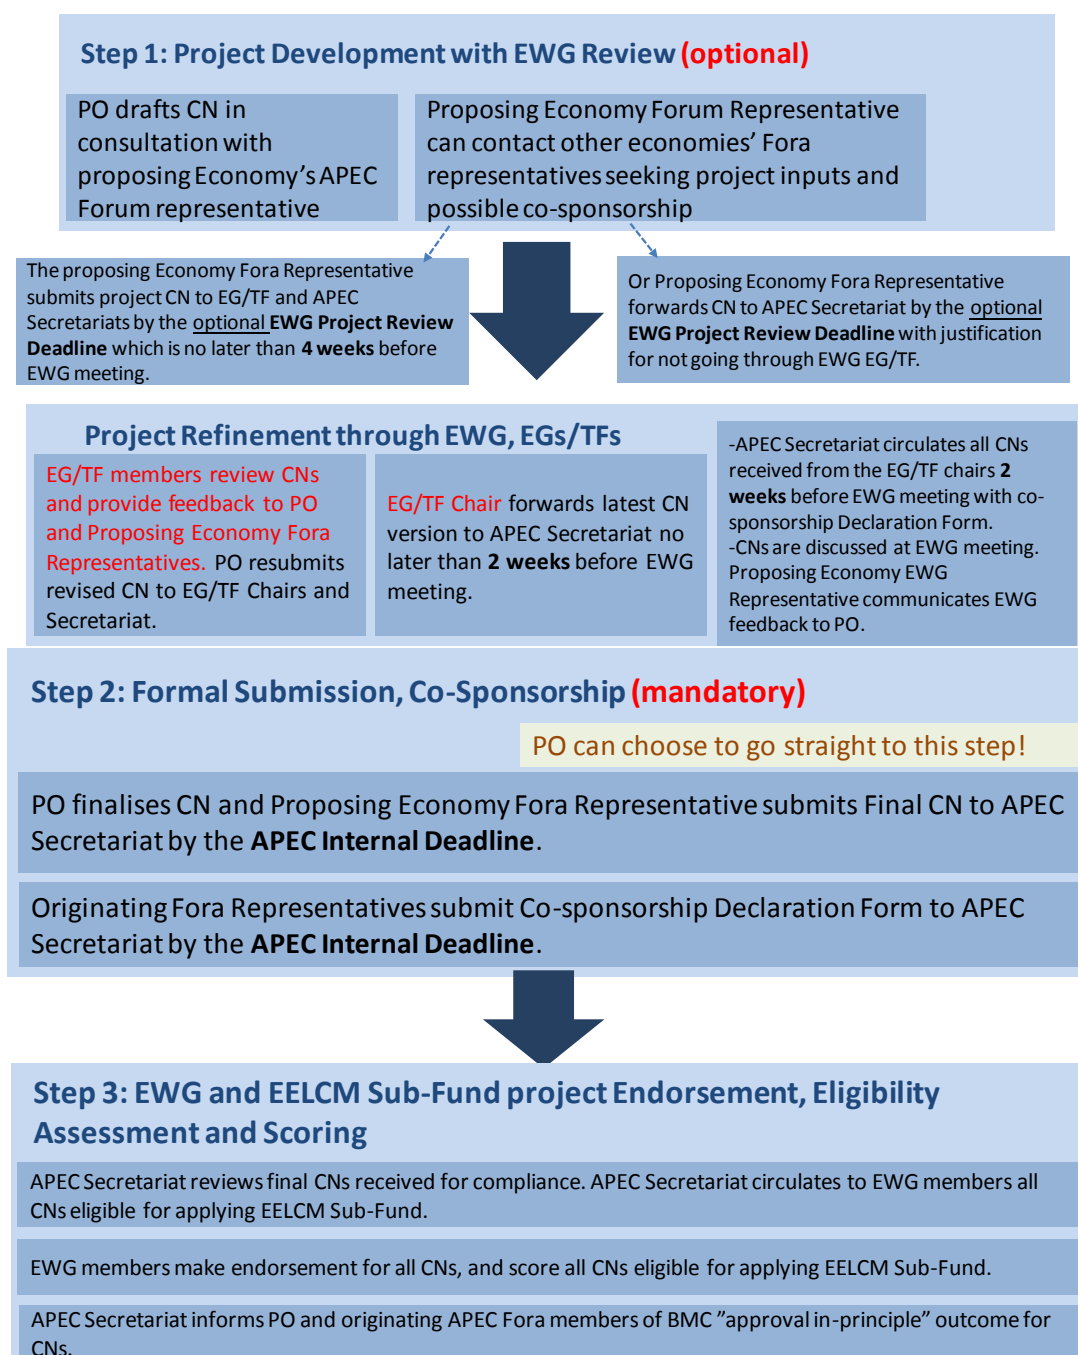 Step 1: Project Development with EWG Review (optional)
PO drafts CN in
consultation with
proposing Economy's APEC
Forum representative
Proposing Economy Forum Representative
can contact other economies' Fora
representatives seeking project inputs and
possible co-sponsorship
The proposing Economy Fora Representative
submits project CN to EG/TF and APEC
Secretariats by the optional EWG Project Review
Deadline which is no later than 4 weeks before
EWG meeting.
Or Proposing Economy Fora Representative
forwards CN to APEC Secretariat by the optional
EWG Project Review Deadline with justification
for not going through EWG EG/TF.
Project Refinement through EWG, EGs/TFs
EG/TF members review CNs
and provide feedback to PO
and Proposing Economy Fora
Representatives. PO resubmits
revised CN to EG/TF Chairs and
Secretariat.
EG/TF Chair forwards latest CN
version to APEC Secretariat no
later than 2 weeks before EWG
meeting.
-APEC Secretariat circulates all CNs
received from the EG/TF chairs 2
weeks before EWG meeting with co-
sponsorship Declaration Form.
-CNs are discussed at EWG meeting.
Proposing Economy EWG
Representative communicates EWG
feedback to PO.
Step 2: Formal Submission, Co-Sponsorship (mandatory)
PO can choose to go straight to this step!
PO finalises CN and Proposing Economy Fora Representative submits Final CN to APEC
Secretariat by the APEC Internal Deadline.
Originating Fora Representatives submit Co-sponsorship Declaration Form to APEC
Secretariat by the APEC Internal Deadline.
Step 3: EWG and EELCM Sub-Fund project Endorsement, Eligibility
Assessment and Scoring
APEC Secretariat reviews final CNs received for compliance. APEC Secretariat circulates to EWG members all
CNs eligible for applying EELCM Sub-Fund.
EWG members make endorsement for all CNs, and score all CNs eligible for applying EELCM Sub-Fund.
APEC Secretariat informs PO and originating APEC Fora members of BMC "approval in-principle" outcome for
CNs.